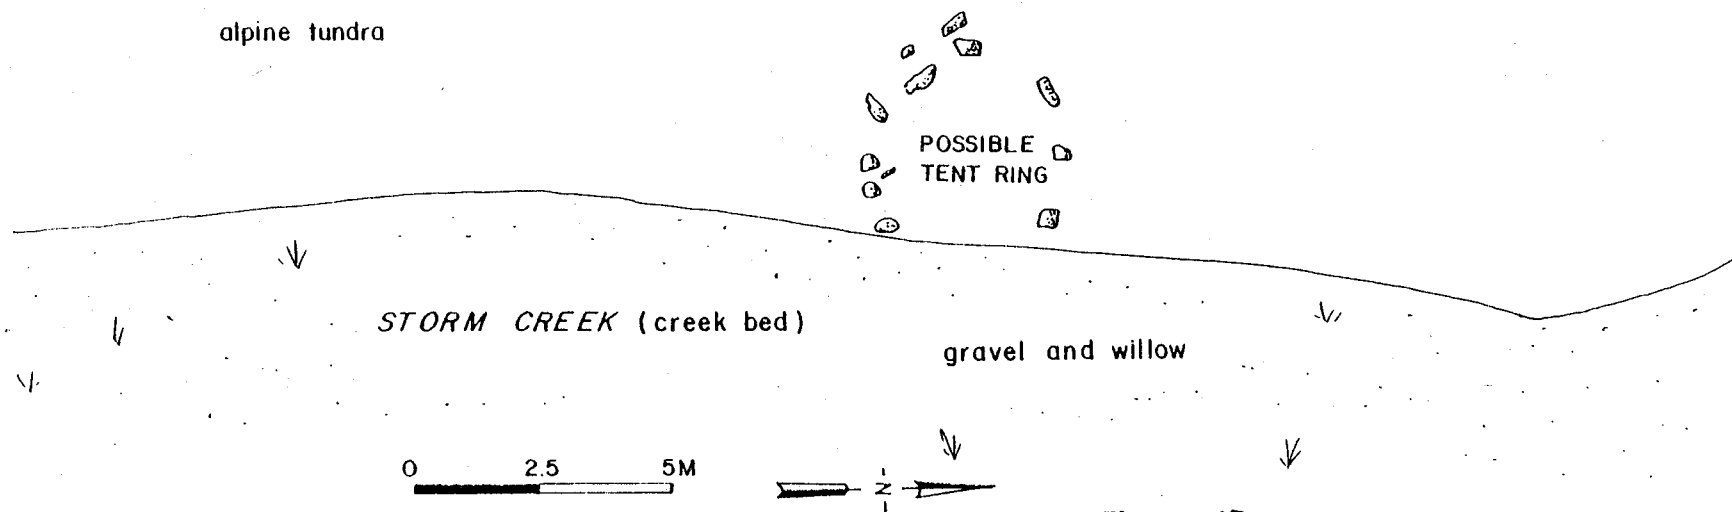 alpine tundra
POSSIBLE
TENT RING
STORM CREEK (creek bed)
gravel and willow
0 2.5 5M
N